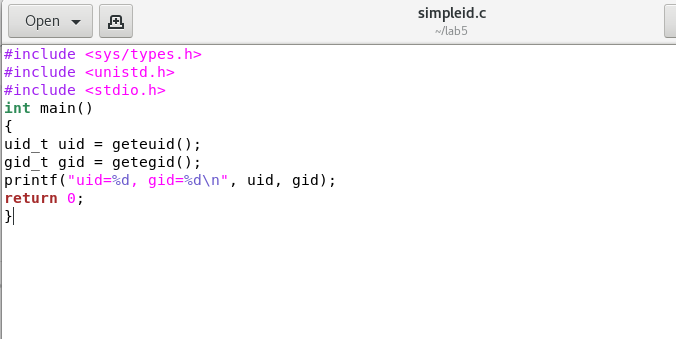 Open
simpleid.c
~/lab5
#include <sys/types.h>
#include <unistd.h>
#include <stdio.h>
int main()
{
uid_t uid = geteuid();
gid_t gid = getegid();
printf("uid=%d, gid=%d\n", uid, gid);
return 0;
}